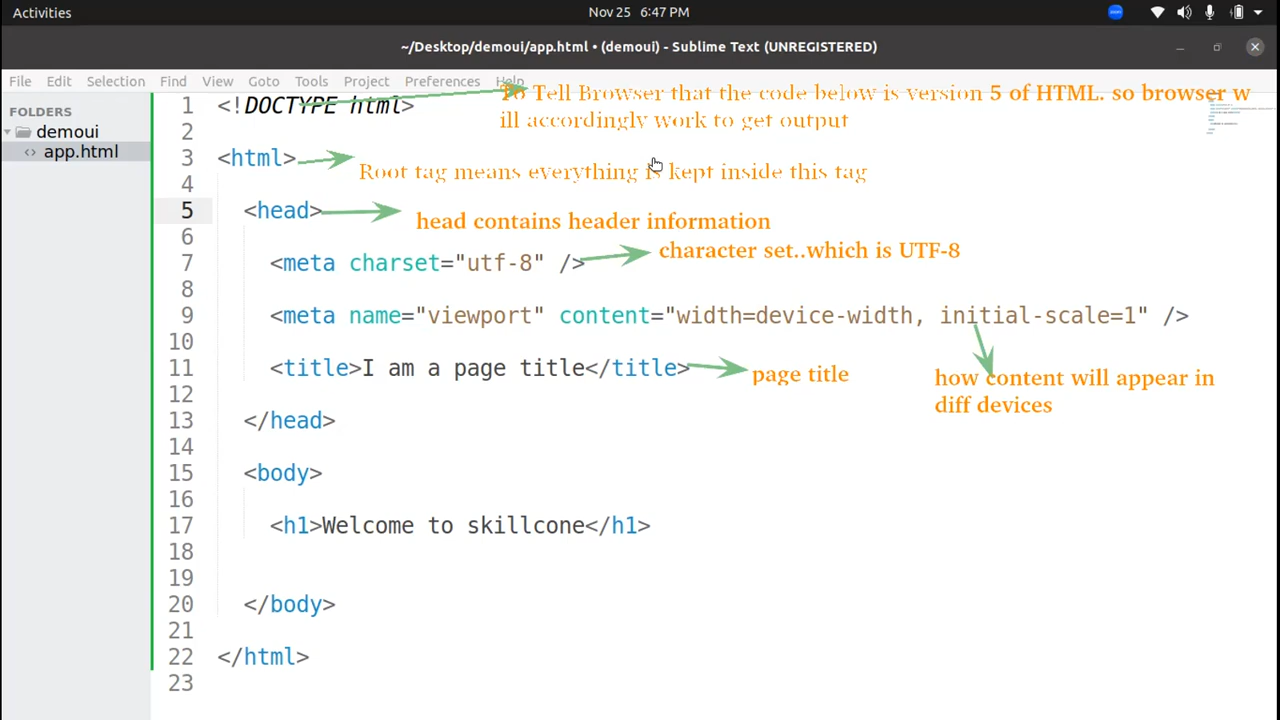 Activities
Nov 25 6:47 PM
~/Desktop/demoui/app.html • (demoui) - Sublime Text (UNREGISTERED)
File Edit Selection Find View Goto Tools Project Preferences Help
FOLDERS
demoui
<> app.html
1 <!DOCTYPE html>
To Tell Browser that the code below is version 5 of HTML. so browser w
ill accordingly work to get output
2
3 <html>
Root tag means everything is kept inside this tag
4
5 <head>
head contains header information
6
7 <meta charset="utf-8" />
character set..which is UTF-8
8
9 <meta name="viewport" content="width=device-width, initial-scale=1" />
10
11 <title>I am a page title</title>
page title
how content will appear in
diff devices
12
13 </head>
14
15 <body>
16
17 <h1>Welcome to skillcone</h1>
18
19
20 </body>
21
22 </html>
23